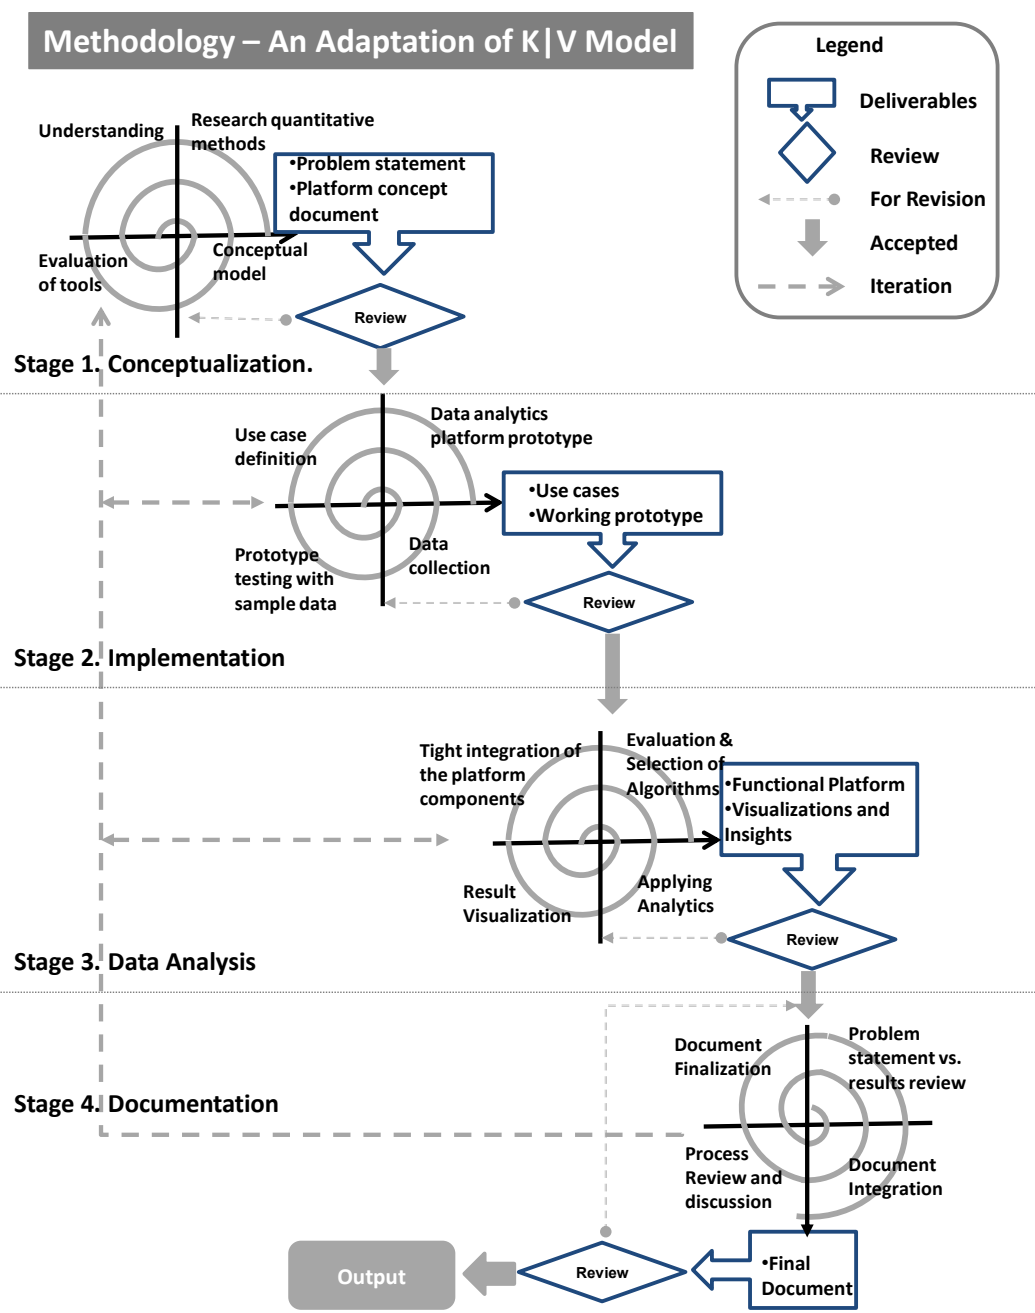 Methodology – An Adaptation of K|V Model
Legend
Deliverables
Review
For Revision
Accepted
Iteration
Understanding
Research quantitative
methods
•Problem statement
•Platform concept
document
Evaluation
of tools
Conceptual
model
Review
Stage 1. Conceptualization.
Use case
definition
Data analytics
platform prototype
•Use cases
•Working prototype
Prototype
testing with
sample data
Data
collection
Review
Stage 2. Implementation
Tight integration of
the platform
components
Evaluation &
Selection of
Algorithms
•Functional Platform
•Visualizations and
Insights
Result
Visualization
Applying
Analytics
Review
Stage 3. Data Analysis
Document
Finalization
Problem
statement vs.
results review
Stage 4. Documentation
Process
Review and
discussion
Document
Integration
•Final
Document
Review
Output